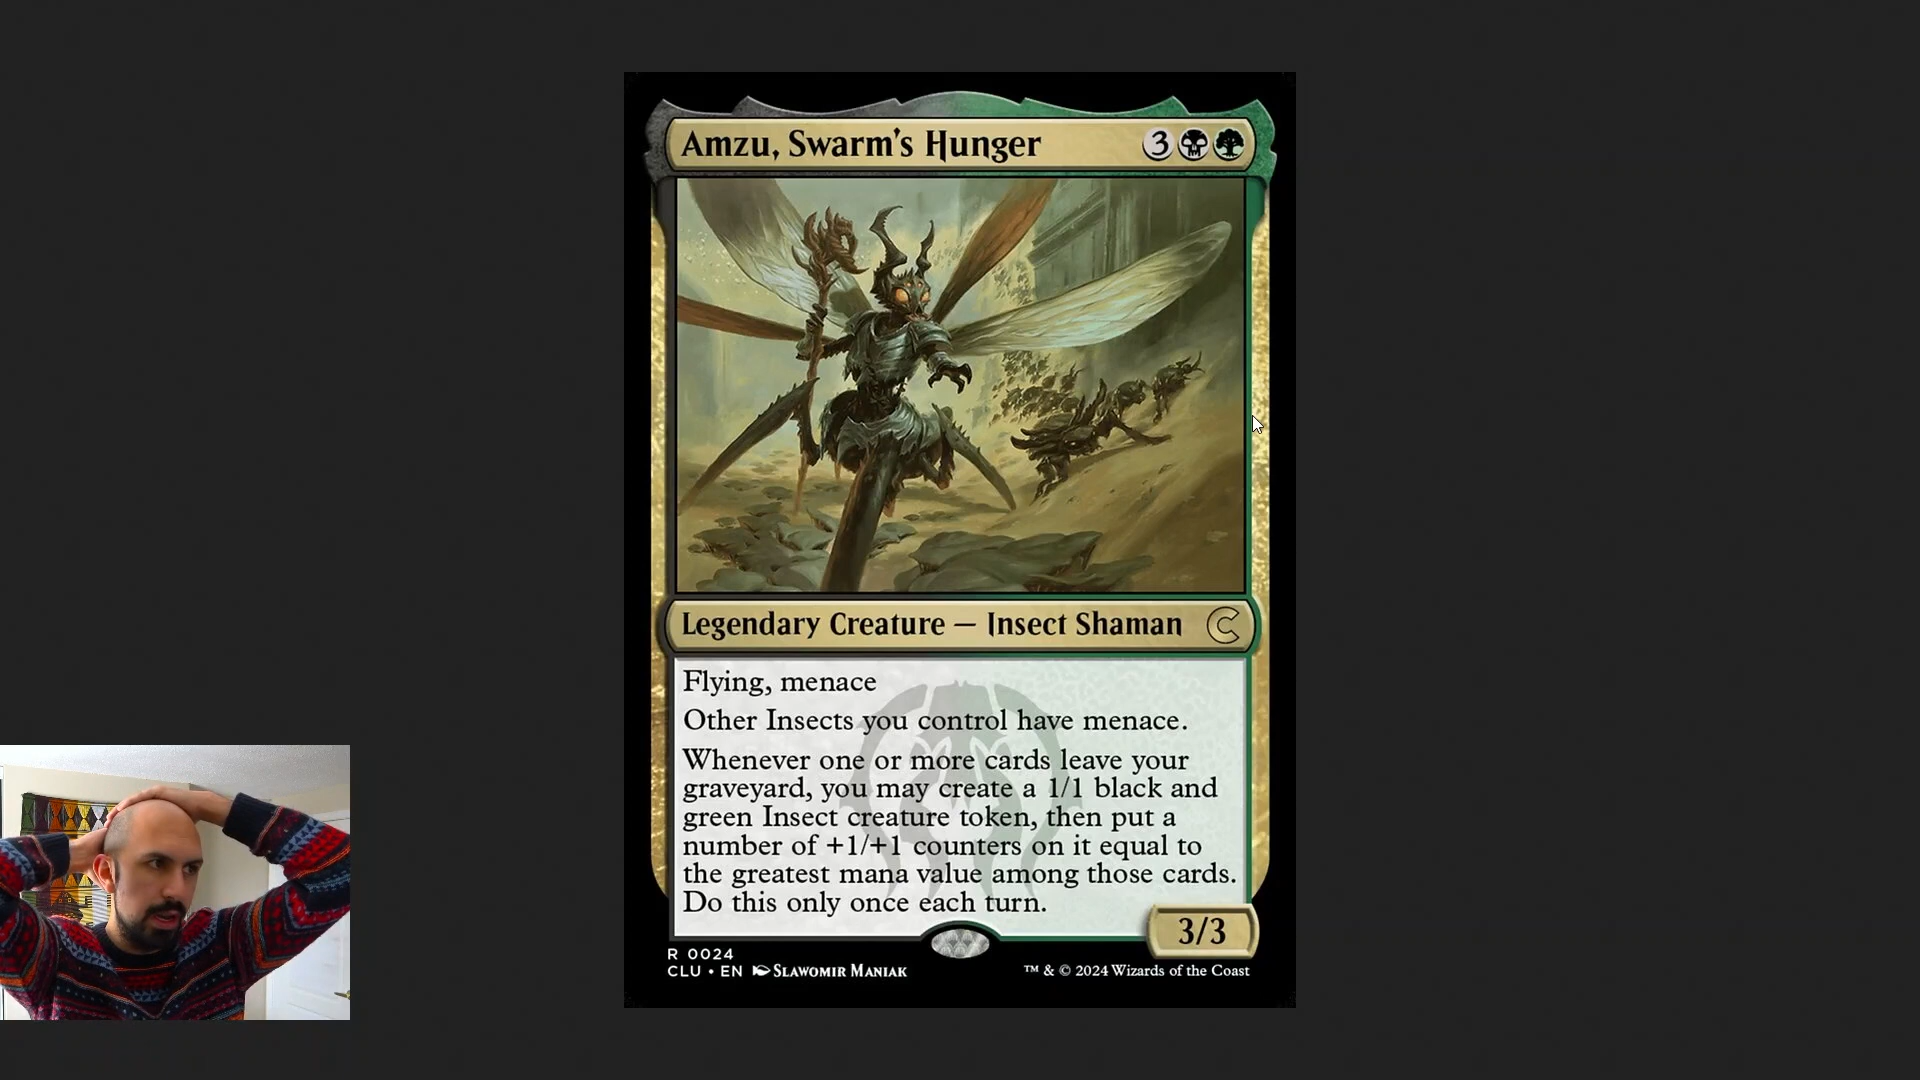 Amzu, Swarm's Hunger 3
Legendary Creature — Insect Shaman
Flying, menace
Other Insects you control have menace.
Whenever one or more cards leave your
graveyard, you may create a 1/1 black and
green Insect creature token, then put a
number of +1/+1 counters on it equal to
the greatest mana value among those cards.
Do this only once each turn.
3/3
R 0024
CLU • EN SLAWOMIR MANIAK
™ & © 2024 Wizards of the Coast